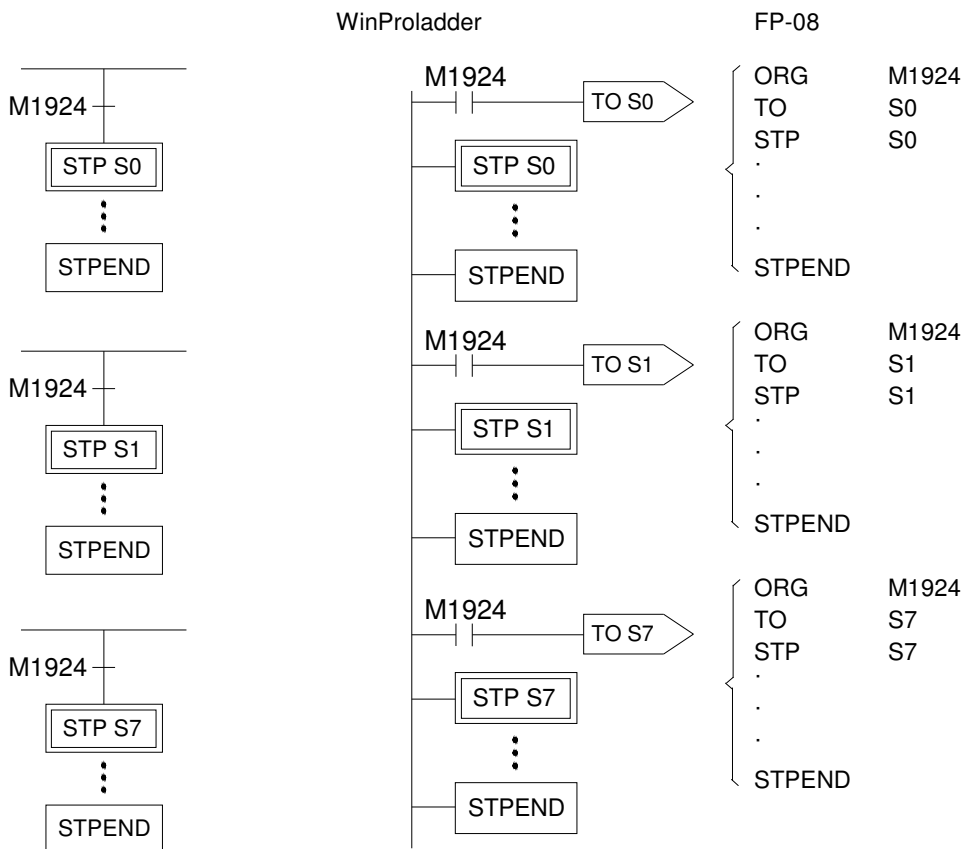 WinProladder
FP-08
M1924
STP S0
STPEND
M1924
TO S0
STP S0
STPEND
ORG M1924
TO S0
STP S0
.
.
.
STPEND
M1924
STP S1
STPEND
M1924
TO S1
STP S1
STPEND
ORG M1924
TO S1
STP S1
.
.
.
STPEND
M1924
STP S7
STPEND
M1924
TO S7
STP S7
STPEND
ORG M1924
TO S7
STP S7
.
.
.
STPEND